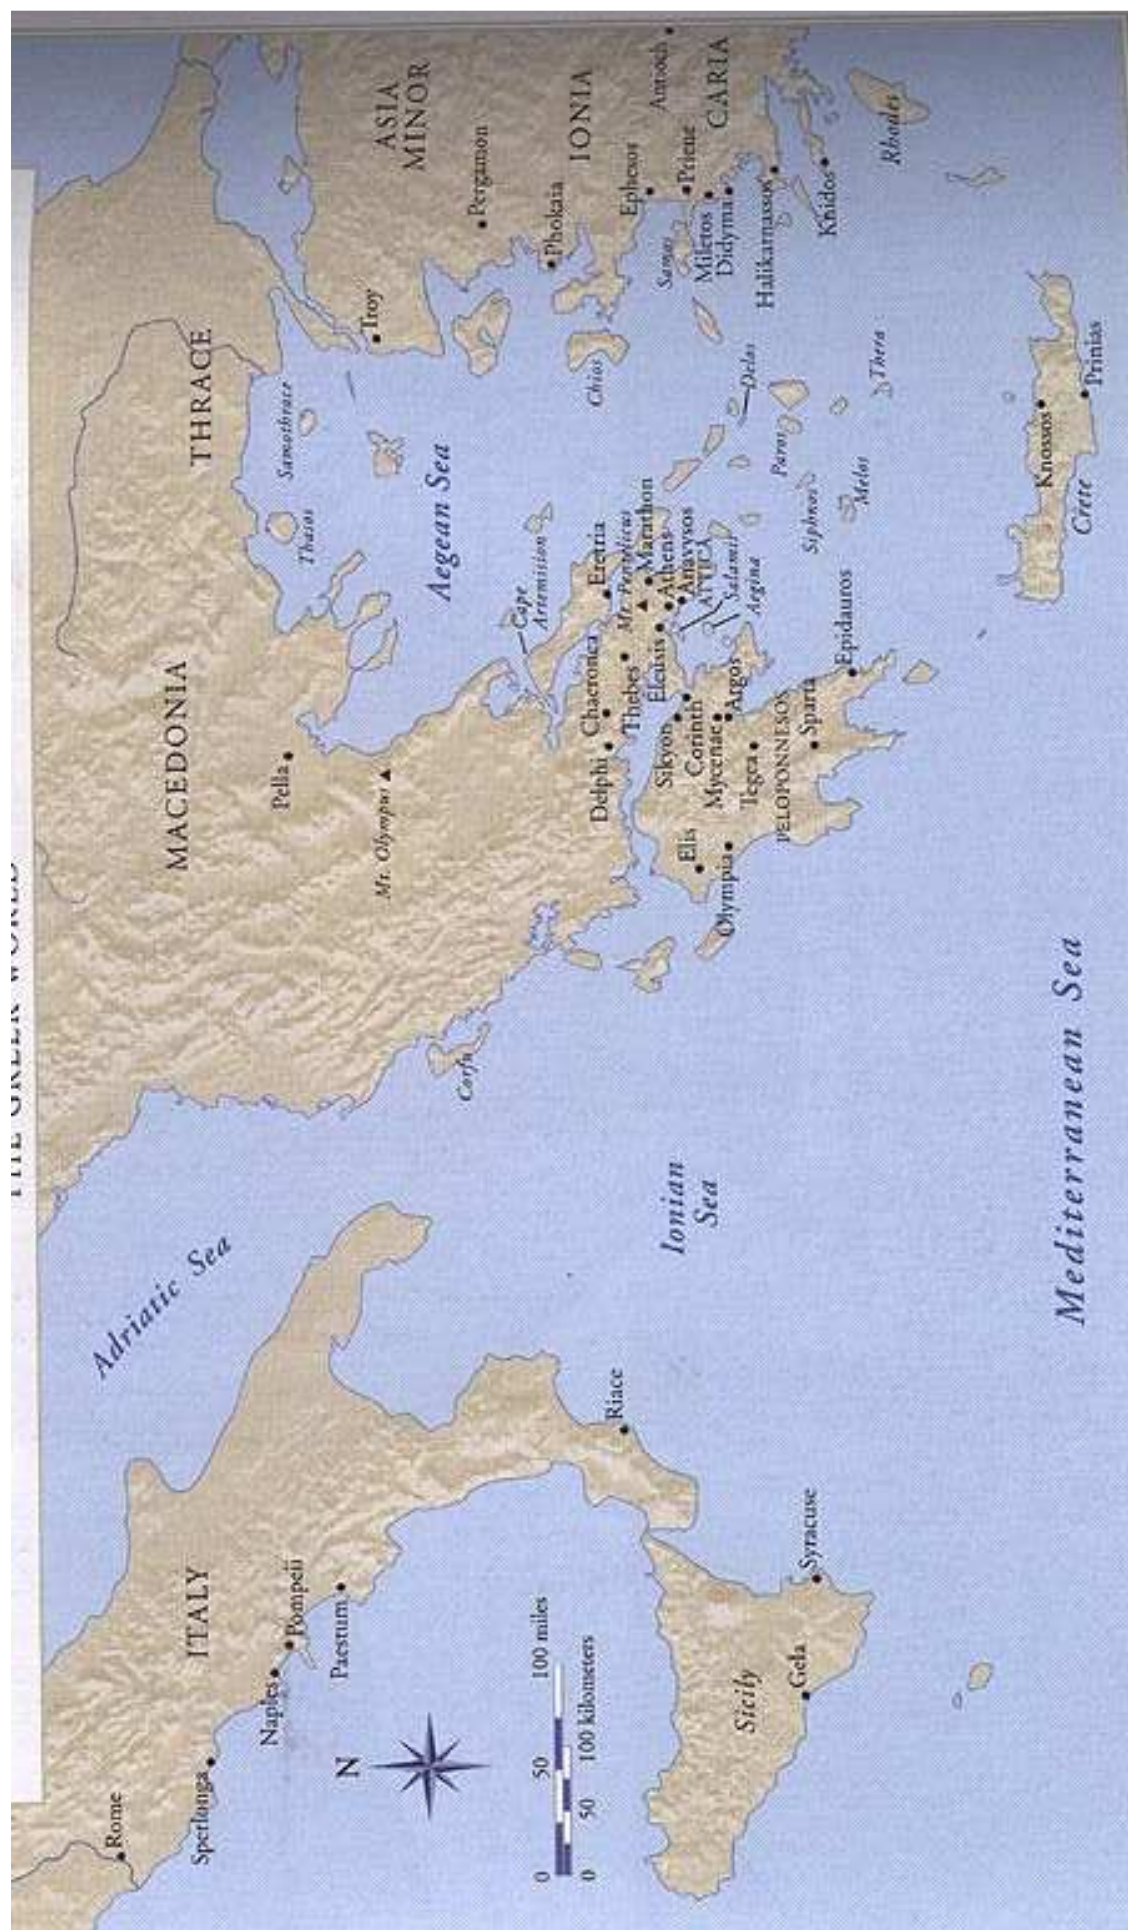 THE GREEK WORLD
Adriatic Sea
Rome
Sperlonga
ITALY
Naples
Pompeii
Paestum
N
0 50 100 miles
0 50 100 kilometers
Sicily
Gela
Syracuse
Riace
Ionian
Sea
Mediterranean Sea
Corfu
MACEDONIA
Pella
Mt. Olympus
THRACE
Samothrace
Thasos
Aegean Sea
Cape
Artemision
Delphi
Chaeronea
Eretria
Thebes
Mt. Pentelicus
Marathon
Eleusis
Athens
Anavysos
ATTICA
Salamis
Aegina
Sikyon
Corinth
Mycenae
Argos
Tegea
PELOPONNESOS
Sparta
Epidauros
Elis
Olympia
ASIA
MINOR
Troy
Pergamon
Phokaia
IONIA
Chios
Ephesos
Samos
Priene
Antioch
CARIA
Miletos
Didyma
Halikarnassos
Knidos
Rhodes
Delos
Paros
Siphnos
Melos
Thera
Knossos
Crete
Prinias